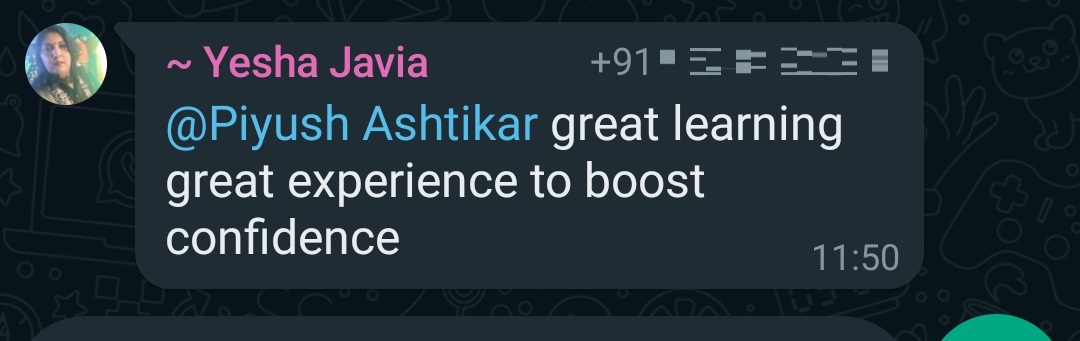 ~ Yesha Javia +91
@Piyush Ashtikar great learning
great experience to boost
confidence
11:50